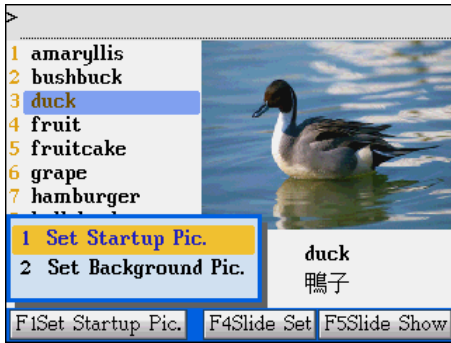 >
1 amaryllis
2 bushbuck
3 duck
4 fruit
5 fruitcake
6 grape
7 hamburger
1 Set Startup Pic.
2 Set Background Pic.
duck
鴨子
F1Set Startup Pic. F4Slide Set F5Slide Show